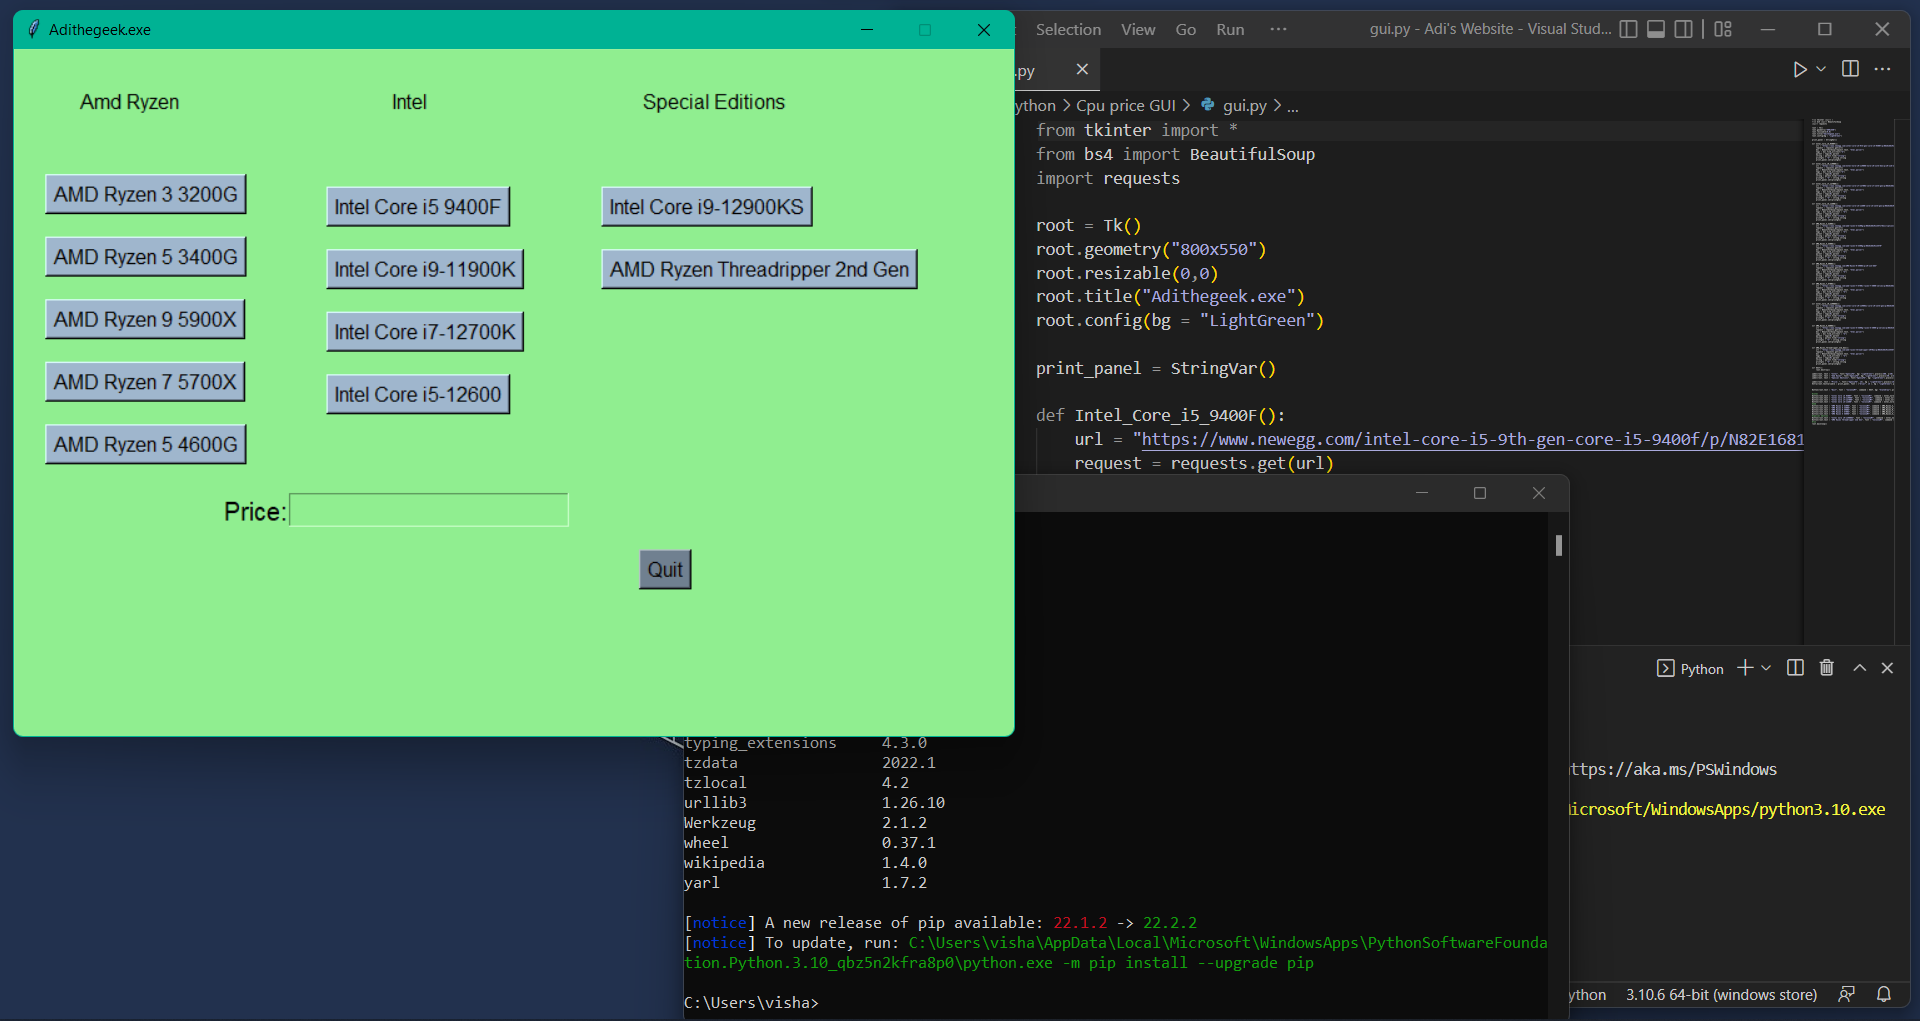 Adithegeek.exe
Amd Ryzen
Intel
Special Editions
AMD Ryzen 3 3200G
AMD Ryzen 5 3400G
AMD Ryzen 9 5900X
AMD Ryzen 7 5700X
AMD Ryzen 5 4600G
Intel Core i5 9400F
Intel Core i9-11900K
Intel Core i7-12700K
Intel Core i5-12600
Intel Core i9-12900KS
AMD Ryzen Threadripper 2nd Gen
Price:
Quit
Selection View Go Run ···
gui.py - Adi's Website - Visual Stud...
.py
ython > Cpu price GUI > gui.py > ...
from tkinter import *
from bs4 import BeautifulSoup
import requests
root = Tk()
root.geometry("800x550")
root.resizable(0,0)
root.title("Adithegeek.exe")
root.config(bg = "LightGreen")
print_panel = StringVar()
def Intel_Core_i5_9400F():
url = "https://www.newegg.com/intel-core-i5-9th-gen-core-i5-9400f/p/N82E1681
request = requests.get(url)
Python
ttps://aka.ms/PSWindows
icrosoft/WindowsApps/python3.10.exe
typing_extensions 4.3.0
tzdata 2022.1
tzlocal 4.2
urllib3 1.26.10
Werkzeug 2.1.2
wheel 0.37.1
wikipedia 1.4.0
yarl 1.7.2
[notice] A new release of pip available: 22.1.2 -> 22.2.2
[notice] To update, run: C:\Users\visha\AppData\Local\Microsoft\WindowsApps\PythonSoftwareFounda
tion.Python.3.10_qbz5n2kfra8p0\python.exe -m pip install --upgrade pip
C:\Users\visha>
ython 3.10.6 64-bit (windows store)